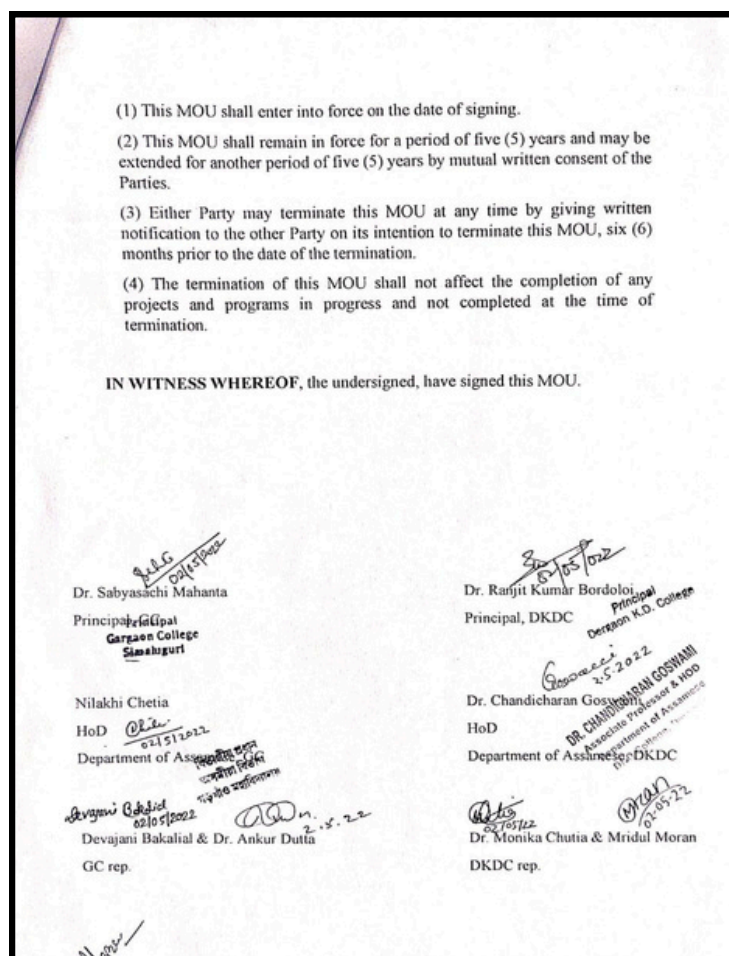 (1) This MOU shall enter into force on the date of signing.
(2) This MOU shall remain in force for a period of five (5) years and may be
extended for another period of five (5) years by mutual written consent of the
Parties.
(3) Either Party may terminate this MOU at any time by giving written
notification to the other Party on its intention to terminate this MOU, six (6)
months prior to the date of the termination.
(4) The termination of this MOU shall not affect the completion of any
projects and programs in progress and not completed at the time of
termination.
IN WITNESS WHEREOF, the undersigned, have signed this MOU.
02/05/2022
Dr. Sabyasachi Mahanta
Principal, GC
Principal
Gargaon College
Simaluguri
02/05/022
Dr. Ranjit Kumar Bordoloi
Principal, DKDC
Principal
Dergaon K.D. College
Nilakhi Chetia
HoD
02/5/2022
Department of Assamese, GC
Goswami
2.5.2022
Dr. Chandicharan Goswami
HoD
Department of Assamese, DKDC
DR. CHANDICHARAN GOSWAMI
Associate Professor & HOD
Department of Assamese
Devajani Bakalial
02/05/2022
2.5.22
Devajani Bakalial & Dr. Ankur Dutta
GC rep.
02/05/22
Moran
02-05-22
Dr. Monika Chutia & Mridul Moran
DKDC rep.